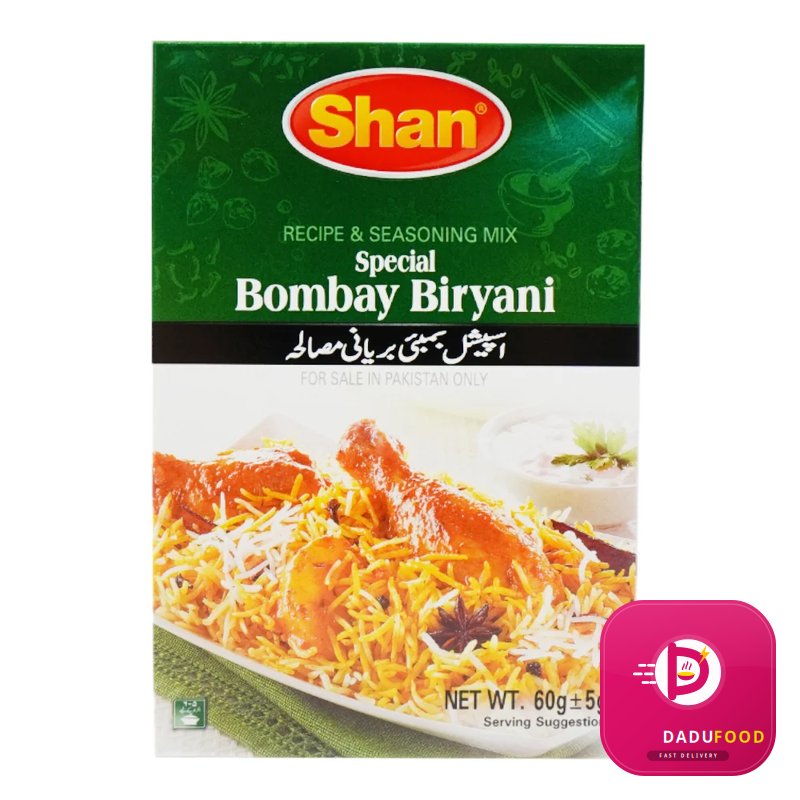 Shan®
RECIPE & SEASONING MIX
Special
Bombay Biryani
اسپیشل بمبئی بریانی مصالحہ
FOR SALE IN PAKISTAN ONLY
NET WT. 60g±5g
Serving Suggestion
DADUFOOD
FAST DELIVERY